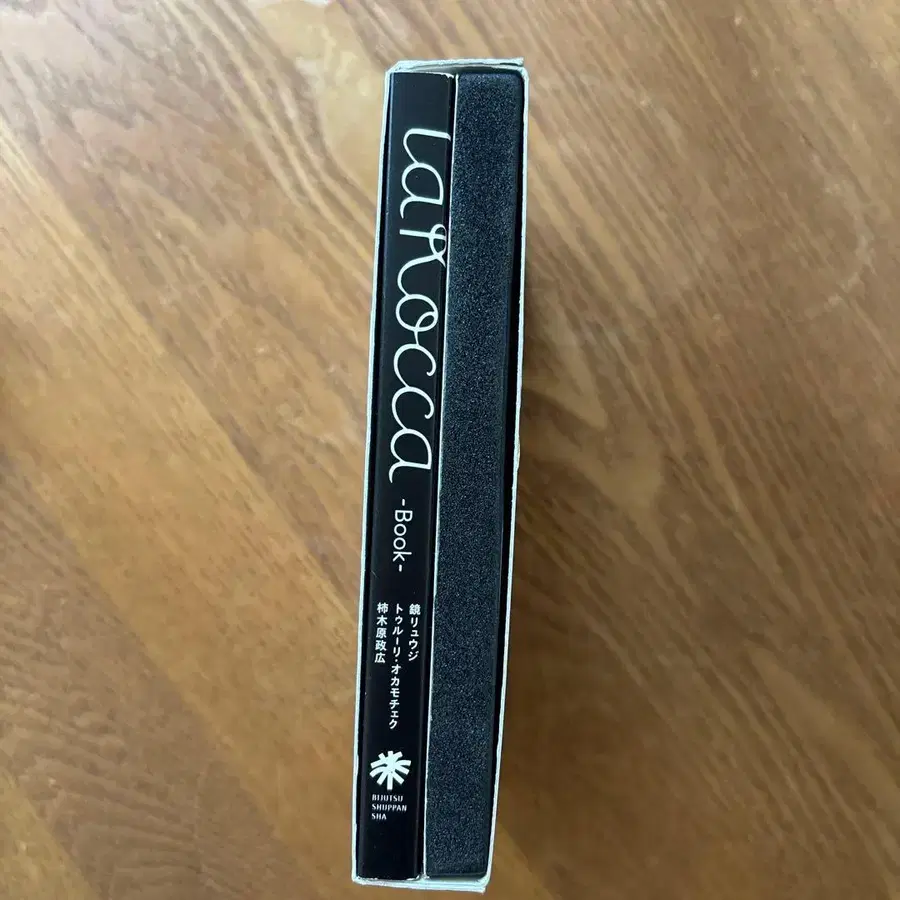 larocca
-Book-
鏡リュウジ
トゥルーリ・オカモチェク
柿木原政広
BIJUTSU
SHUPPAN
SHA